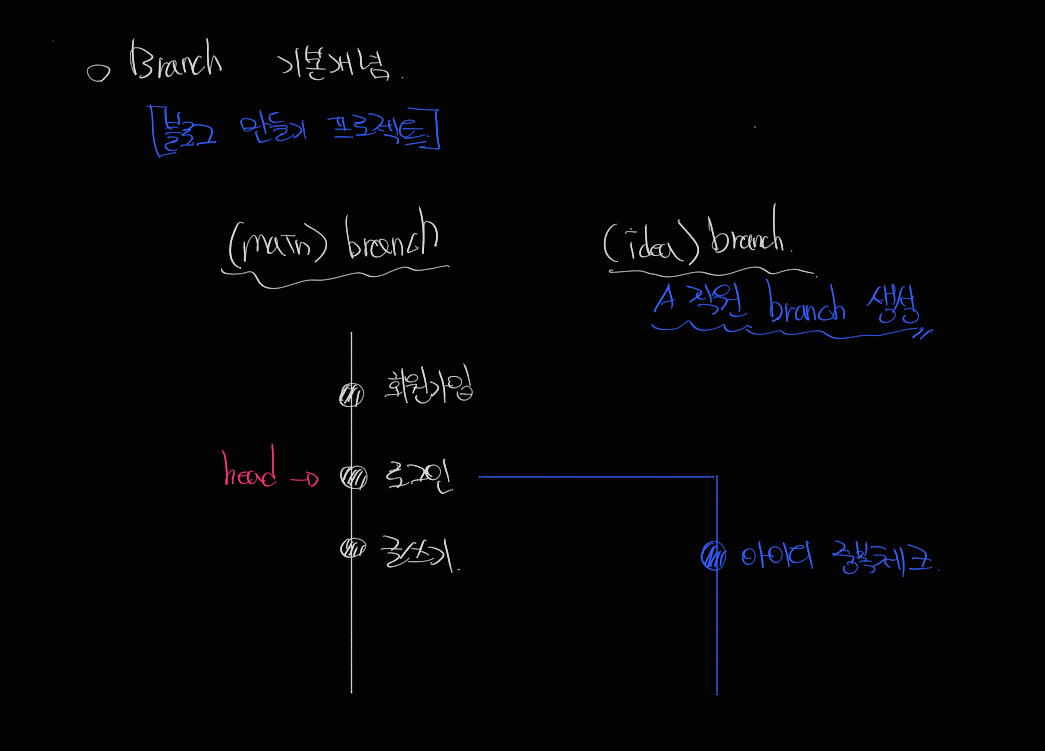 ○ Branch 기본개념.
[블로그 만들기 프로젝트]
(main) branch
(idea) branch.
A 직원 branch 생성
회원가입
head → 로그인
글쓰기.
아이디 중복체크.